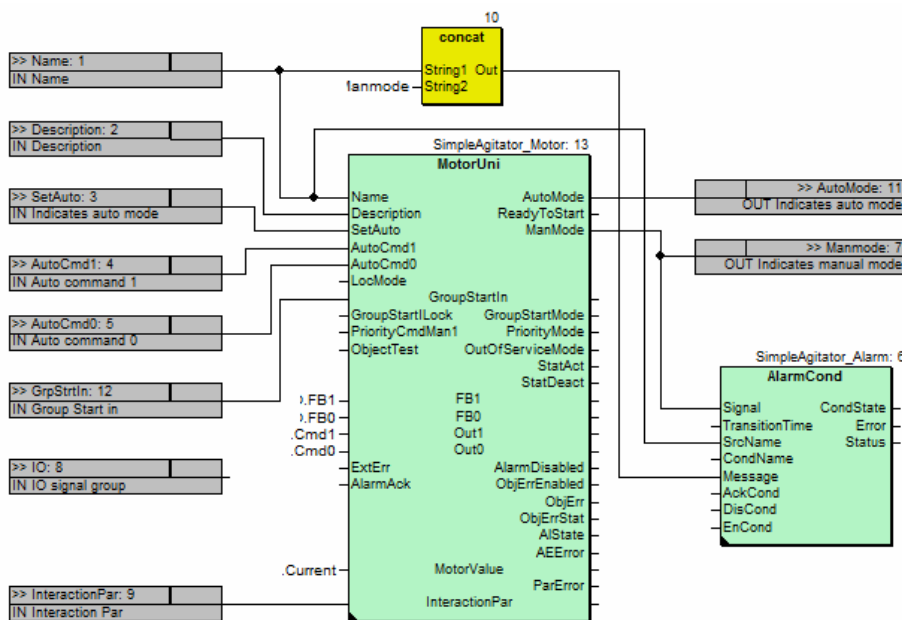 10
concat
String1 Out
String2
>> Name: 1
IN Name
>> Description: 2
IN Description
>> SetAuto: 3
IN Indicates auto mode
>> AutoCmd1: 4
IN Auto command 1
>> AutoCmd0: 5
IN Auto command 0
>> GrpStrtIn: 12
IN Group Start in
>> IO: 8
IN IO signal group
>> InteractionPar: 9
IN Interaction Par
SimpleAgitator_Motor: 13
MotorUni
Name AutoMode
Description ReadyToStart
SetAuto ManMode
AutoCmd1
AutoCmd0
LocMode
GroupStartIn
GroupStartILock GroupStartMode
PriorityCmdMan1 PriorityMode
ObjectTest OutOfServiceMode
StatAct
StatDeact
.FB1 FB1
.FB0 FB0
.Cmd1 Out1
.Cmd0 Out0
ExtErr AlarmDisabled
AlarmAck ObjErrEnabled
ObjErr
ObjErrStat
AlState
AEError
.Current MotorValue
ParError
InteractionPar
>> AutoMode: 11
OUT Indicates auto mode
>> Manmode: 7
OUT Indicates manual mode
SimpleAgitator_Alarm: 6
AlarmCond
Signal CondState
TransitionTime Error
SrcName Status
CondName
Message
AckCond
DisCond
EnCond